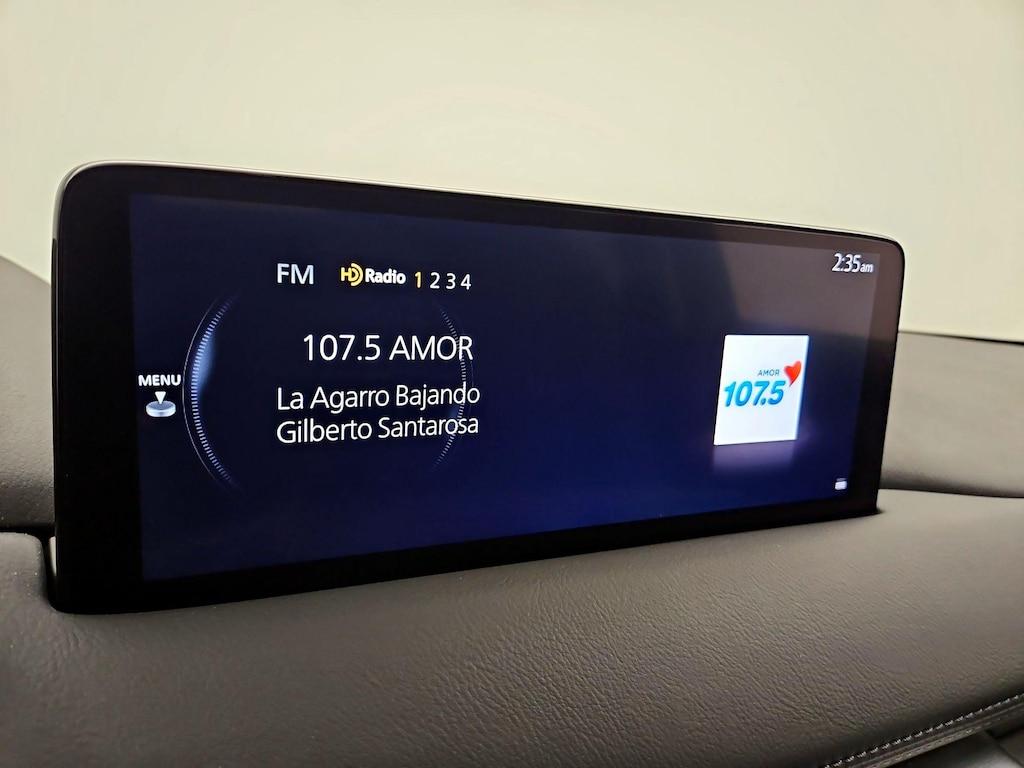 2:35am
FM HD Radio 1 2 3 4
107.5 AMOR
La Agarro Bajando
Gilberto Santarosa
MENU
AMOR
107.5